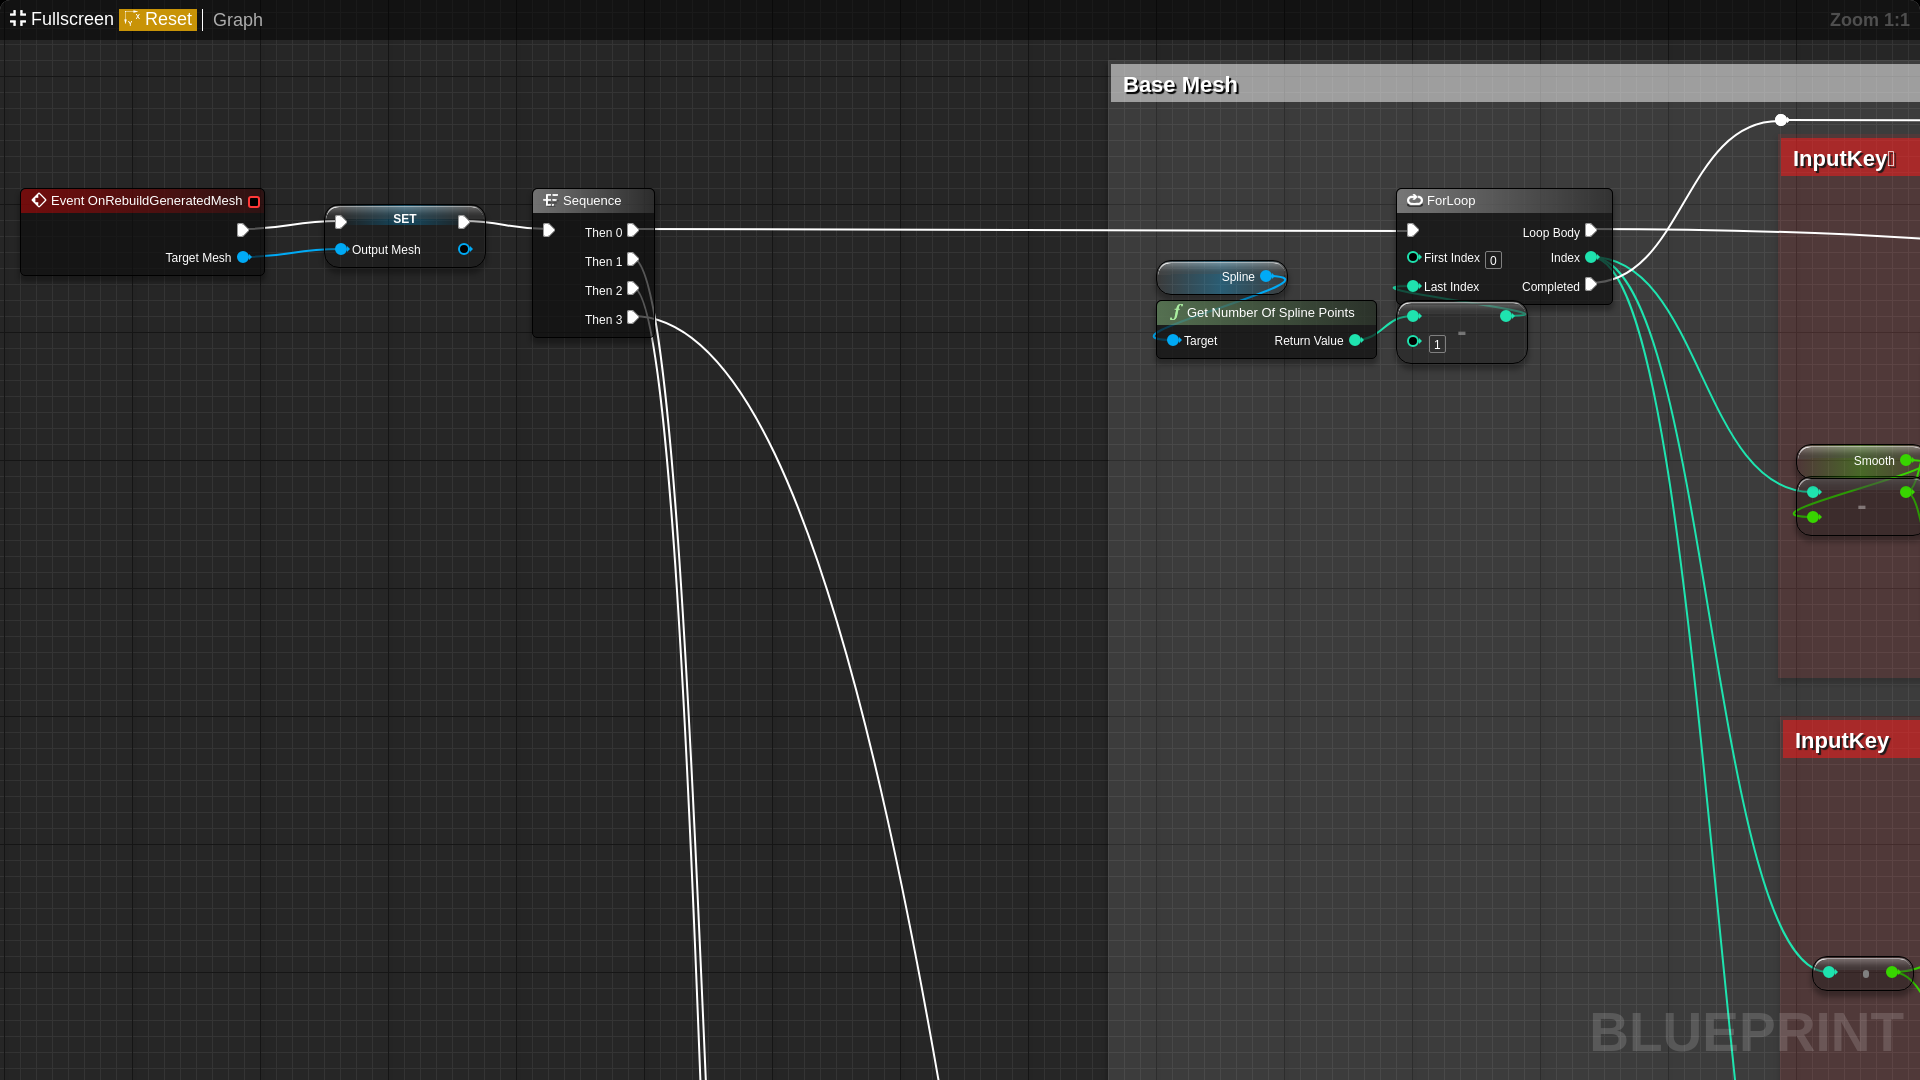 Fullscreen Reset Graph
Zoom 1:1
Base Mesh
InputKey
Event OnRebuildGeneratedMesh
Target Mesh
SET
Output Mesh
Sequence
Then 0
Then 1
Then 2
Then 3
Spline
Get Number Of Spline Points
Target
Return Value
ForLoop
Loop Body
First Index 0
Index
Last Index
Completed
-
1
Smooth
-
InputKey
BLUEPRINT